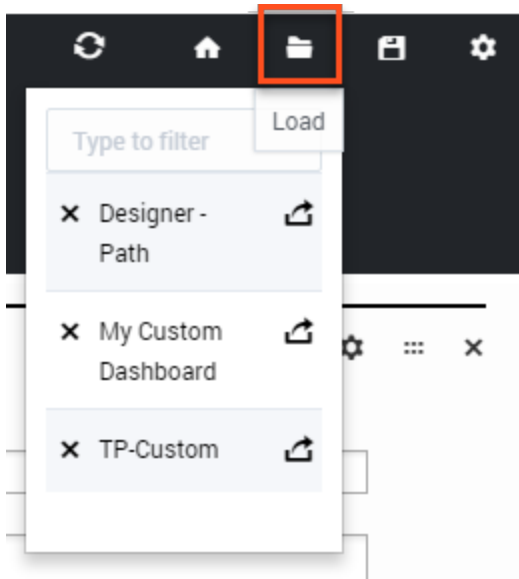 Load
Type to filter
Designer -
Path
My Custom
Dashboard
TP-Custom